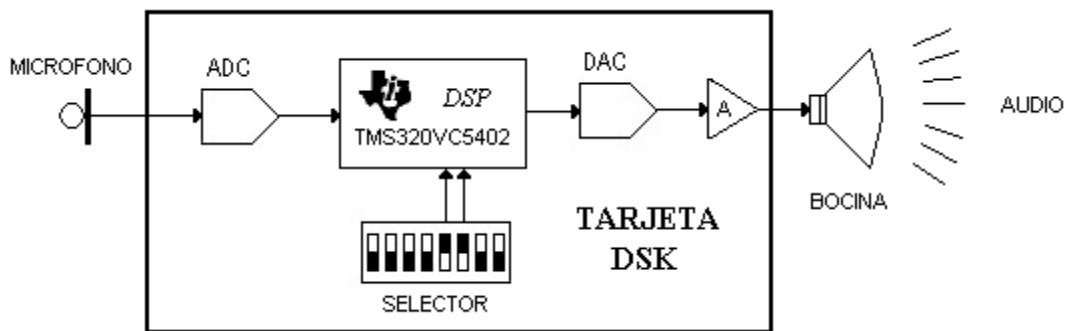 MICROFONO
ADC
DSP
TMS320VC5402
DAC
A
AUDIO
BOCINA
TARJETA
DSK
SELECTOR